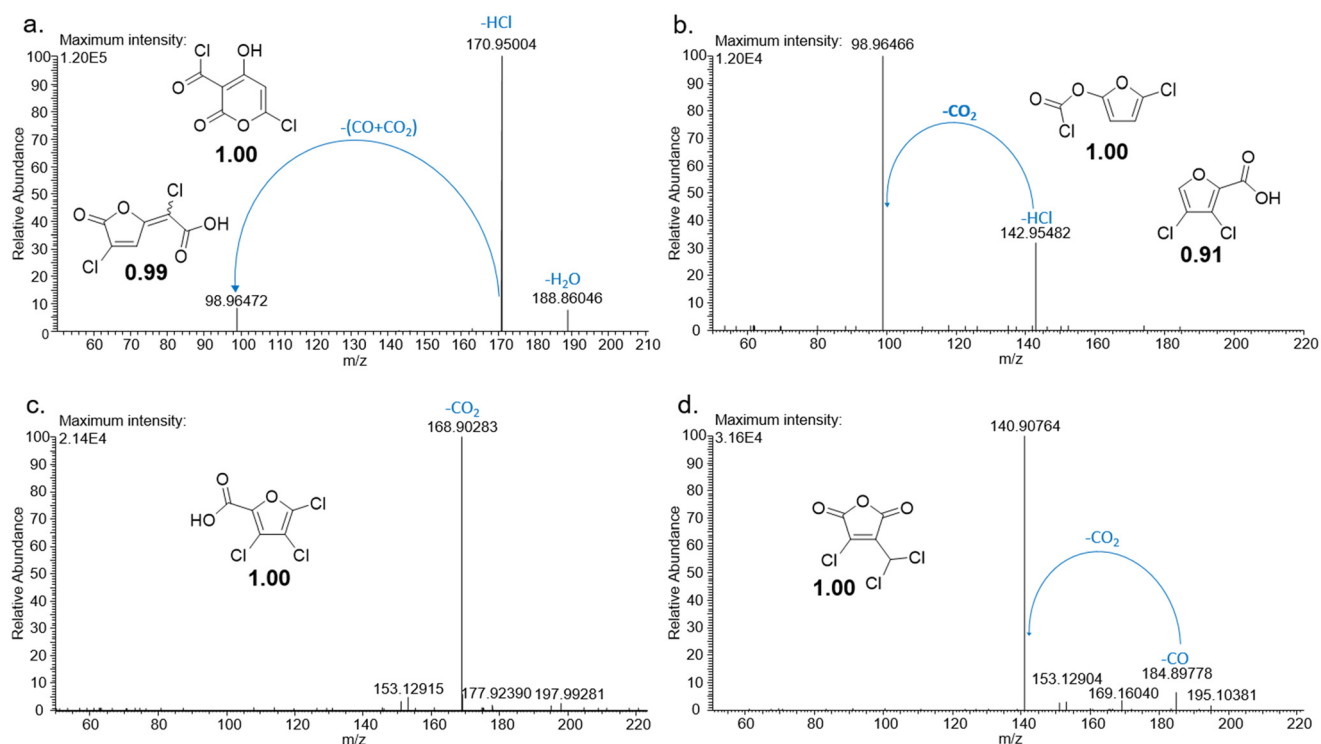 a.
Maximum intensity:
1.20E5
-HCl
170.95004
Cl
OH
O
O
O
Cl
1.00
-(CO+CO₂)
Cl
O
O
OH
O
Cl
0.99
98.96472
-H₂O
188.86046
Relative Abundance
100
90
80
70
60
50
40
30
20
10
0
60 70 80 90 100 110 120 130 140 150 160 170 180 190 200 210
m/z
b.
Maximum intensity:
1.20E4
98.96466
O
O
O
Cl
Cl
1.00
-CO₂
O
O
OH
Cl
Cl
0.91
-HCl
142.95482
Relative Abundance
100
90
80
70
60
50
40
30
20
10
0
60 80 100 120 140 160 180 200 220
m/z
c.
Maximum intensity:
2.14E4
-CO₂
168.90283
O
O
HO
Cl
Cl
Cl
1.00
153.12915
177.92390
197.99281
Relative Abundance
100
90
80
70
60
50
40
30
20
10
0
60 80 100 120 140 160 180 200 220
m/z
d.
Maximum intensity:
3.16E4
140.90764
O
O
O
Cl
Cl
Cl
1.00
-CO₂
-CO
184.89778
153.12904
169.16040
195.10381
Relative Abundance
100
90
80
70
60
50
40
30
20
10
0
60 80 100 120 140 160 180 200 220
m/z